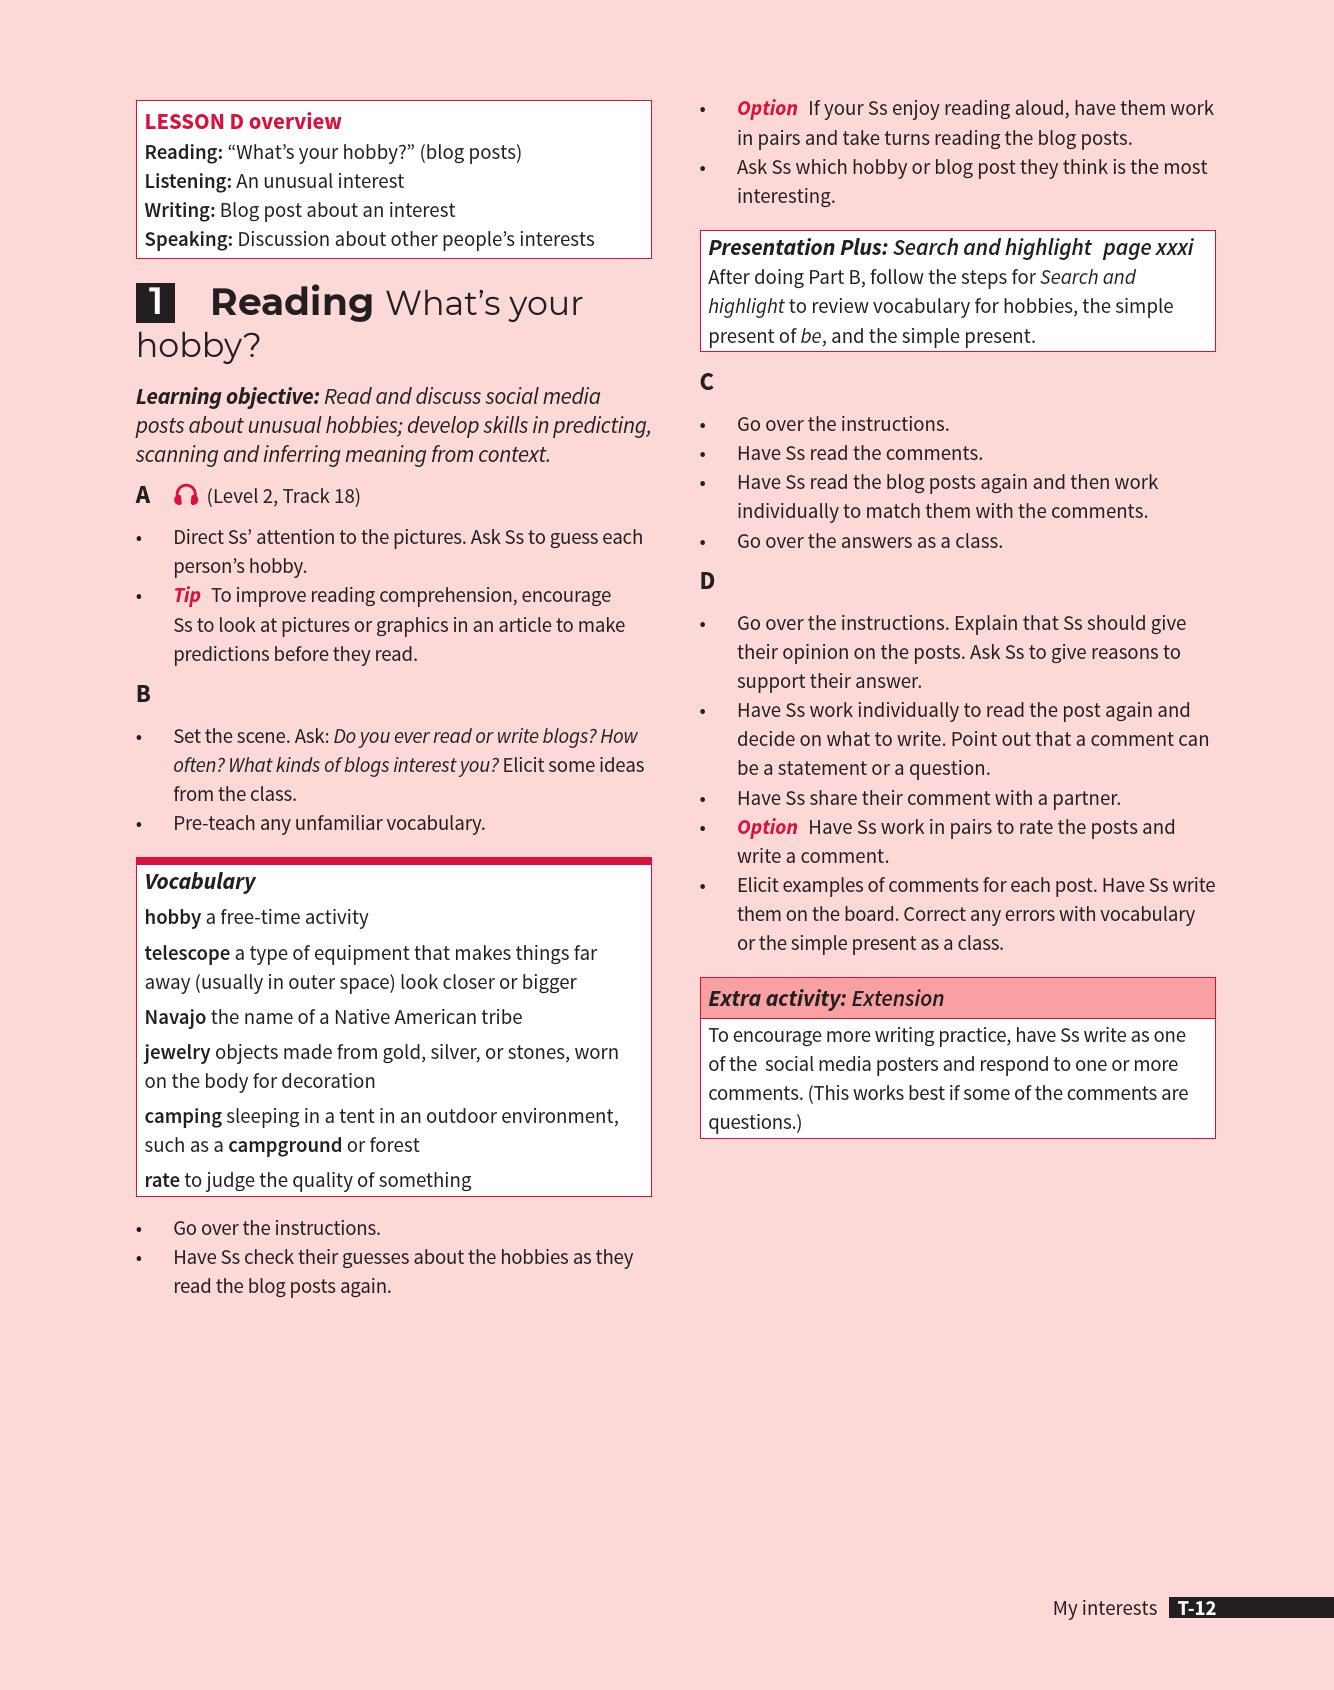 LESSON D overview
Reading: “What’s your hobby?” (blog posts)
Listening: An unusual interest
Writing: Blog post about an interest
Speaking: Discussion about other people’s interests
1 Reading What’s your
hobby?
Learning objective: Read and discuss social media
posts about unusual hobbies; develop skills in predicting,
scanning and inferring meaning from context.
A (Level 2, Track 18)
• Direct Ss’ attention to the pictures. Ask Ss to guess each
person’s hobby.
• Tip To improve reading comprehension, encourage
Ss to look at pictures or graphics in an article to make
predictions before they read.
B
• Set the scene. Ask: Do you ever read or write blogs? How
often? What kinds of blogs interest you? Elicit some ideas
from the class.
• Pre-teach any unfamiliar vocabulary.
Vocabulary
hobby a free-time activity
telescope a type of equipment that makes things far
away (usually in outer space) look closer or bigger
Navajo the name of a Native American tribe
jewelry objects made from gold, silver, or stones, worn
on the body for decoration
camping sleeping in a tent in an outdoor environment,
such as a campground or forest
rate to judge the quality of something
• Go over the instructions.
• Have Ss check their guesses about the hobbies as they
read the blog posts again.
• Option If your Ss enjoy reading aloud, have them work
in pairs and take turns reading the blog posts.
• Ask Ss which hobby or blog post they think is the most
interesting.
Presentation Plus: Search and highlight page xxxi
After doing Part B, follow the steps for Search and
highlight to review vocabulary for hobbies, the simple
present of be, and the simple present.
C
• Go over the instructions.
• Have Ss read the comments.
• Have Ss read the blog posts again and then work
individually to match them with the comments.
• Go over the answers as a class.
D
• Go over the instructions. Explain that Ss should give
their opinion on the posts. Ask Ss to give reasons to
support their answer.
• Have Ss work individually to read the post again and
decide on what to write. Point out that a comment can
be a statement or a question.
• Have Ss share their comment with a partner.
• Option Have Ss work in pairs to rate the posts and
write a comment.
• Elicit examples of comments for each post. Have Ss write
them on the board. Correct any errors with vocabulary
or the simple present as a class.
Extra activity: Extension
To encourage more writing practice, have Ss write as one
of the social media posters and respond to one or more
comments. (This works best if some of the comments are
questions.)
My interests T-12